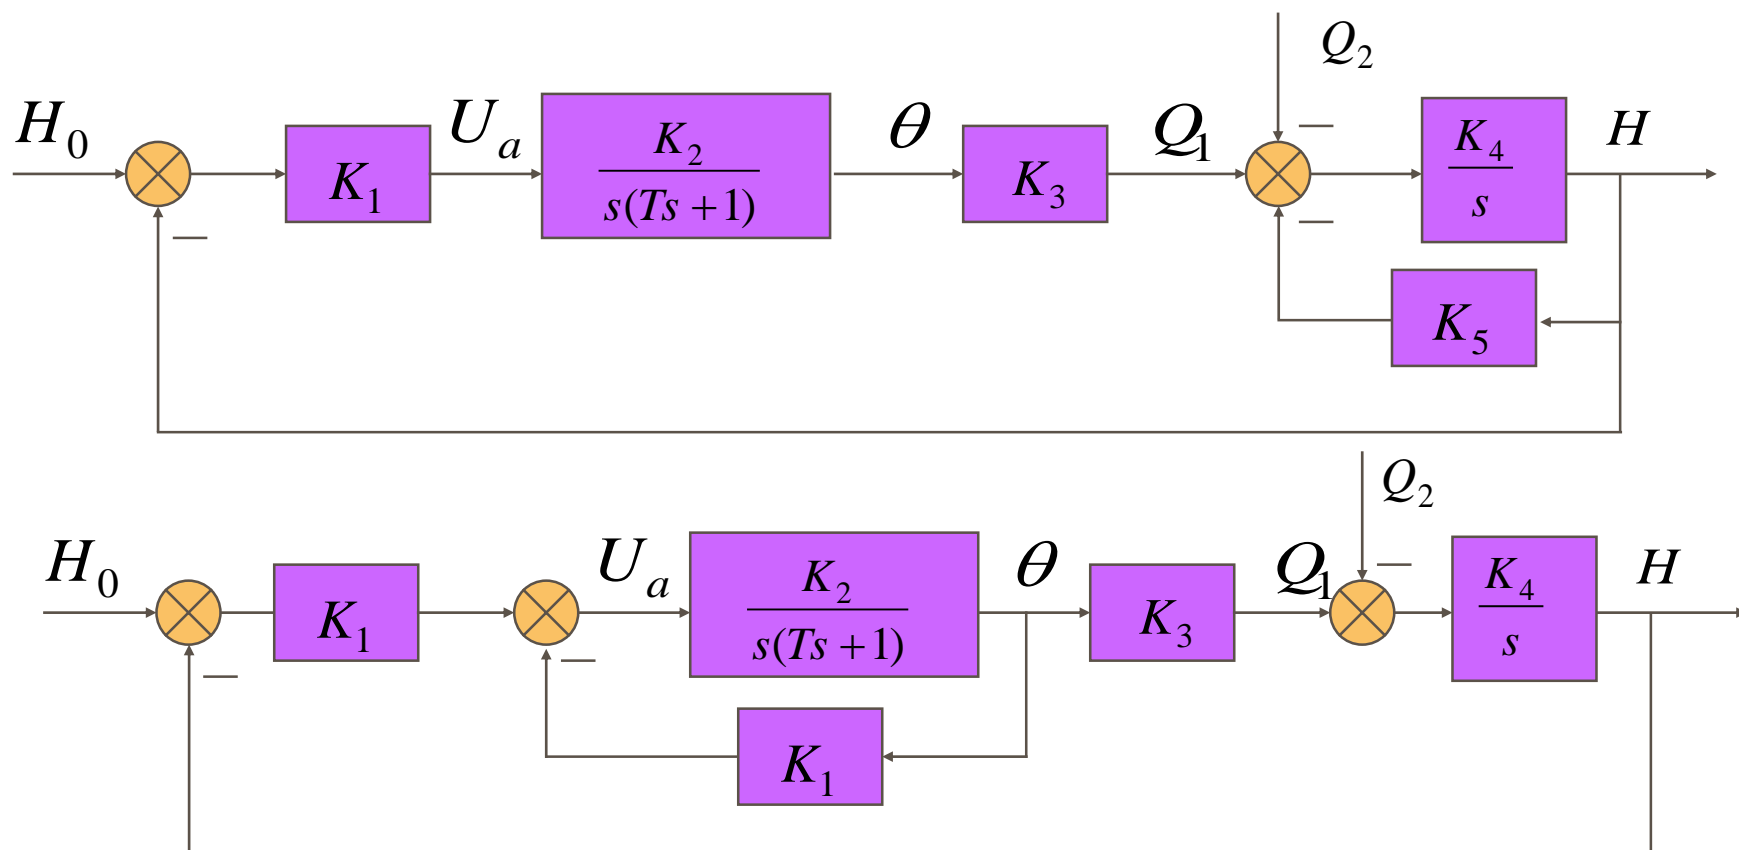 Q₂
H₀
K₁
Uₐ
K₂
s(Ts + 1)
θ
K₃
Q₁
—
—
K₄
s
H
—
K₅
Q₂
H₀
K₁
Uₐ
K₂
s(Ts + 1)
θ
K₃
Q₁
—
K₄
s
H
—
—
K₁